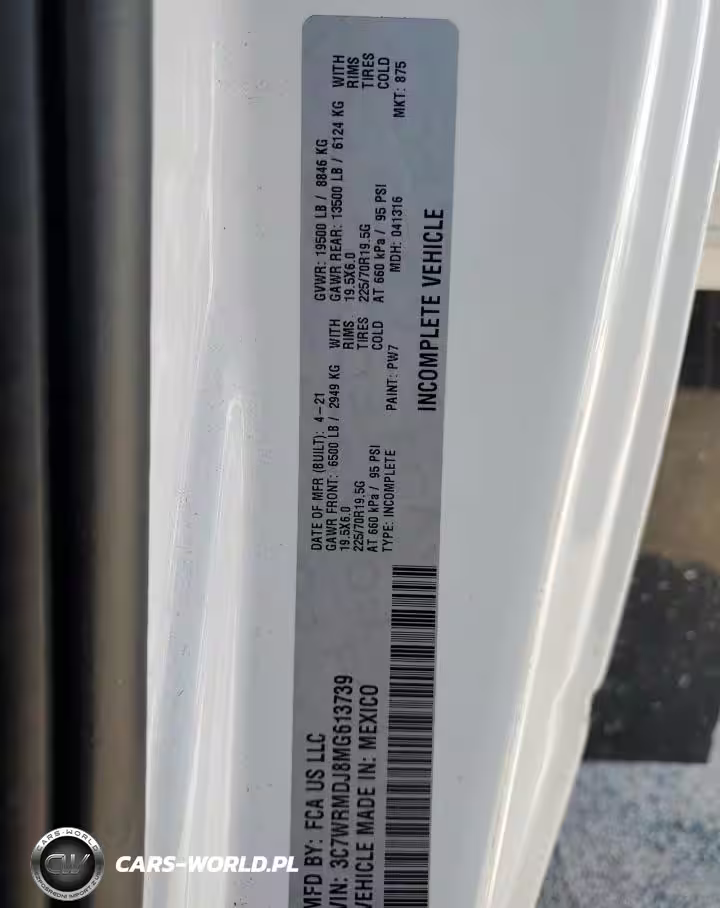 MFD BY: FCA US LLC
VIN: 3C7WRMDJ8MG613739
VEHICLE MADE IN: MEXICO
DATE OF MFR (BUILT): 4-21
GAWR FRONT: 6500 LB / 2949 KG WITH
19.5X6.0 RIMS
225/70R19.5G TIRES
AT 660 kPa / 95 PSI COLD
TYPE: INCOMPLETE PAINT: PW7
GVWR: 19500 LB / 8846 KG
GAWR REAR: 13500 LB / 6124 KG WITH
19.5X6.0 RIMS
225/70R19.5G TIRES
AT 660 kPa / 95 PSI COLD
MDH: 041316 MKT: 875
INCOMPLETE VEHICLE
CARS-WORLD
CW
CARS-WORLD.PL